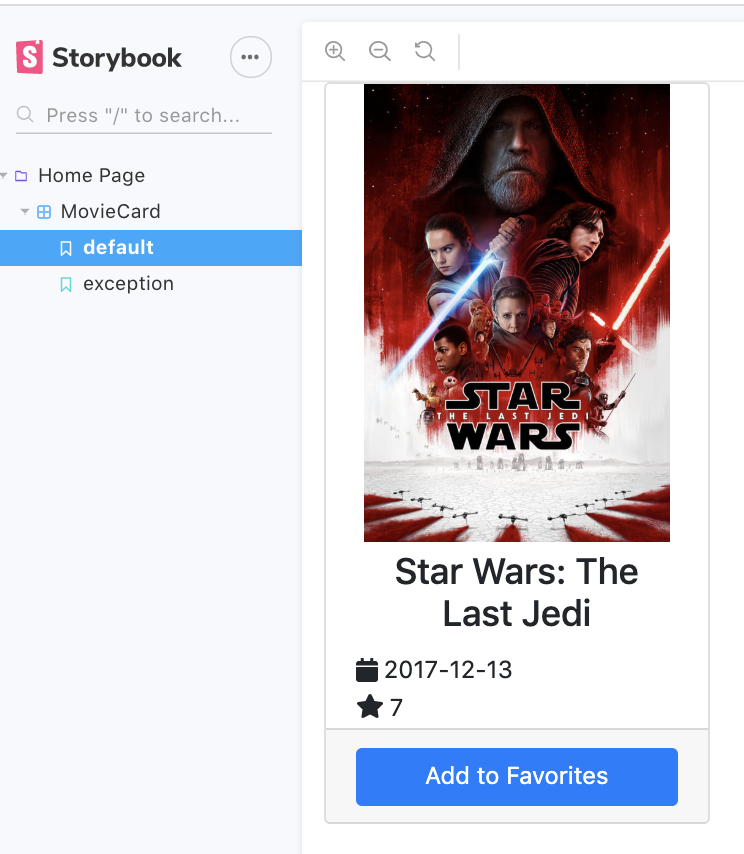 Storybook
Press "/" to search...
Home Page
MovieCard
default
exception
STAR
THE LAST JEDI
WARS
Star Wars: The
Last Jedi
2017-12-13
7
Add to Favorites